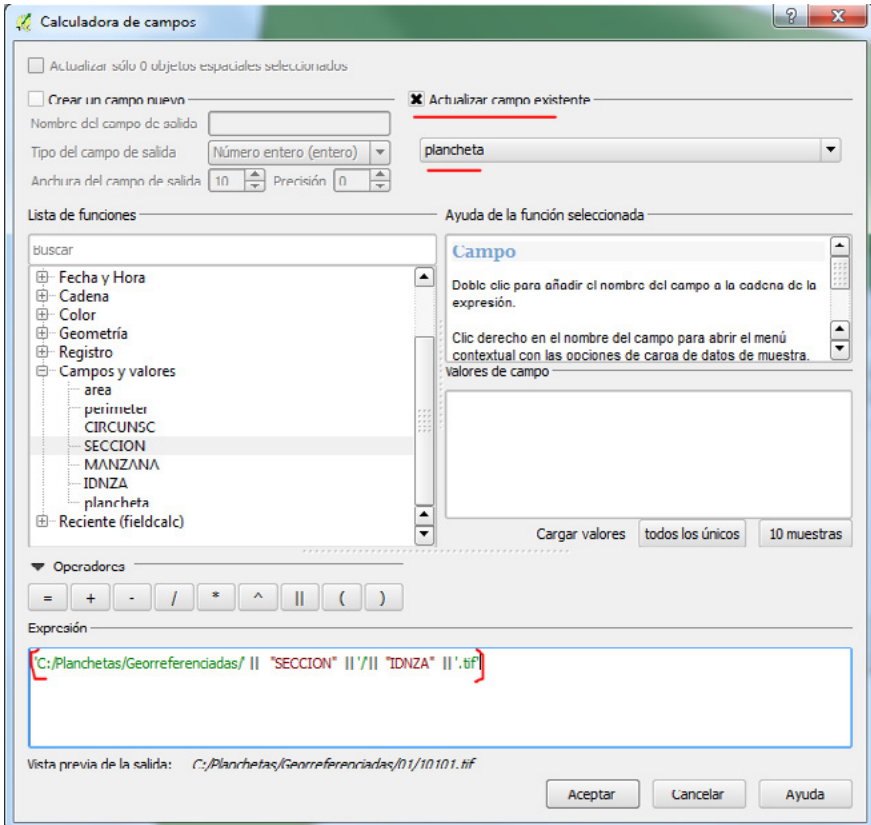 Calculadora de campos
Actualizar sólo 0 objetos espaciales seleccionados
Crear un campo nuevo
Actualizar campo existente
Nombre del campo de salida
Tipo del campo de salida Número entero (entero)
plancheta
Anchura del campo de salida 10 Precisión 0
Lista de funciones
Ayuda de la función seleccionada
Buscar
Campo
Doble clic para añadir el nombre del campo a la cadena de la
expresión.
Clic derecho en el nombre del campo para abrir el menú
contextual con las opciones de carga de datos de muestra.
Fecha y Hora
Cadena
Color
Geometría
Registro
Campos y valores
area
perimeter
CIRCUNSC
SECCION
MANZANA
IDNZA
plancheta
Reciente (fieldcalc)
Valores de campo
Cargar valores todos los únicos 10 muestras
Operadores
= + - / * ^ || ( )
Expresión
'C:/Planchetas/Georreferenciadas/' || "SECCION" ||'/'|| "IDNZA" ||'.tif'
Vista previa de la salida: C:/Planchetas/Georreferenciadas/01/10101.tif
Aceptar Cancelar Ayuda